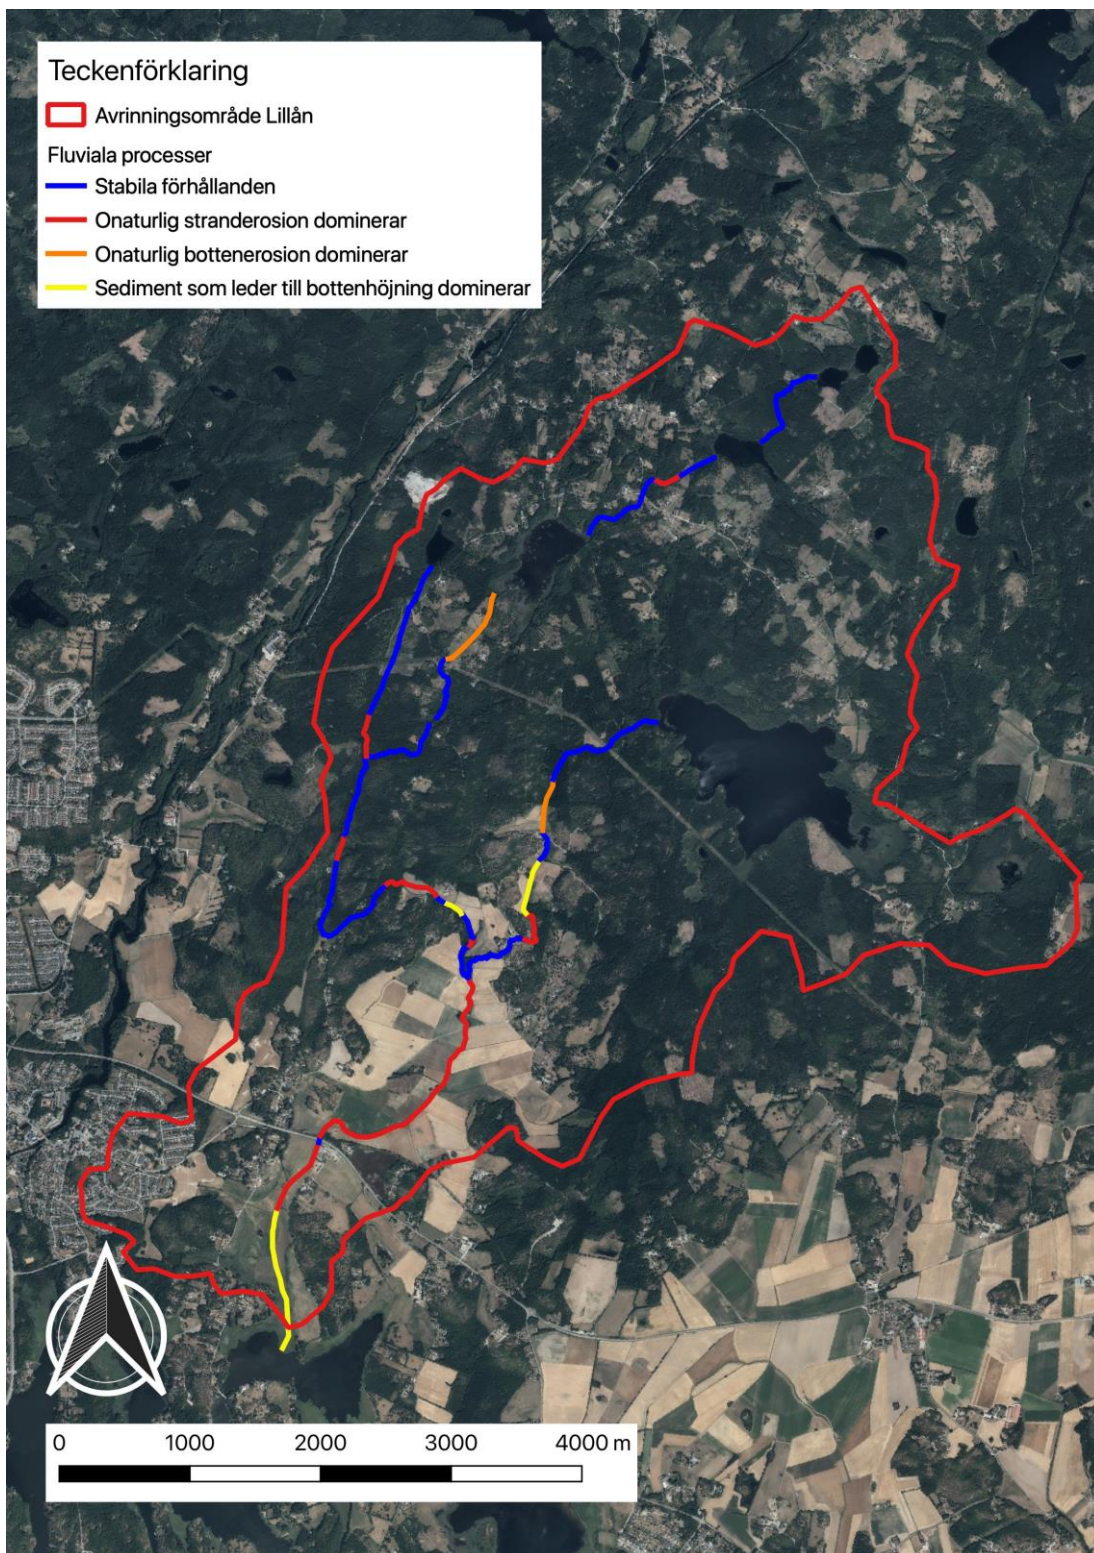 Teckenförklaring
Avrinningsområde Lillån
Fluviala processer
Stabila förhållanden
Onaturlig stranderosion dominerar
Onaturlig bottenerosion dominerar
Sediment som leder till bottenhöjning dominerar
0 1000 2000 3000 4000 m